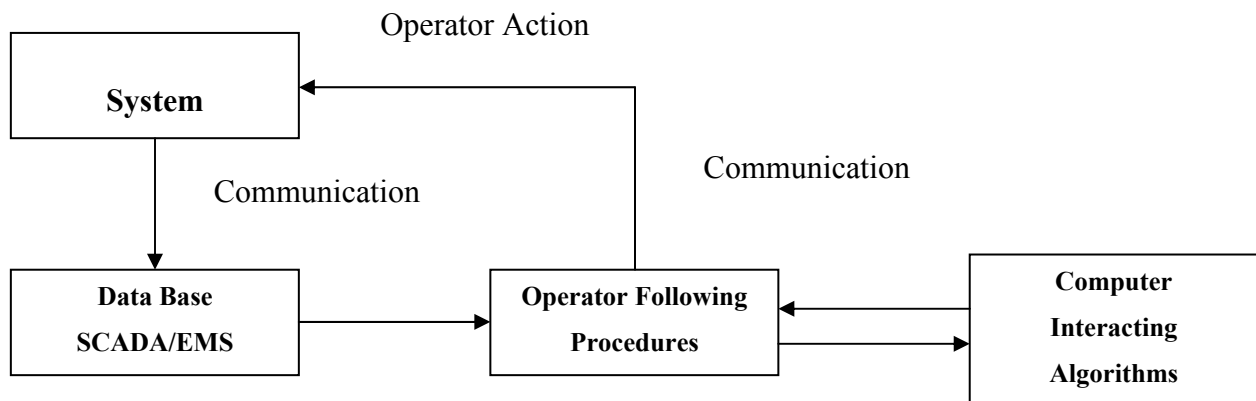 Operator Action
System
Communication
Communication
Data Base
SCADA/EMS
Operator Following
Procedures
Computer
Interacting
Algorithms